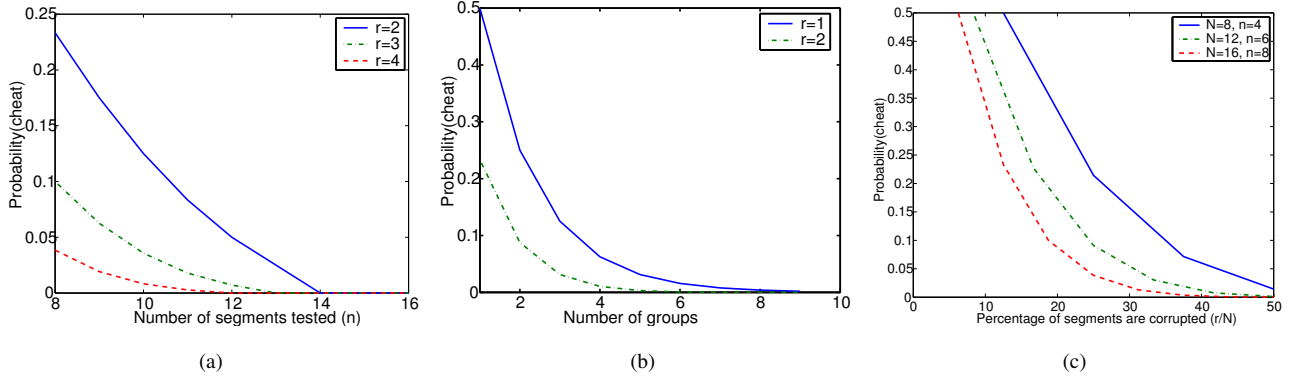 0.25
0.2
0.15
0.1
0.05
0
8
10
12
14
16
Probability(cheat)
Number of segments tested (n)
r=2
r=3
r=4
(a)
0.5
0.4
0.3
0.2
0.1
0
2
4
6
8
10
Probability(cheat)
Number of groups
r=1
r=2
(b)
0.5
0.45
0.4
0.35
0.3
0.25
0.2
0.15
0.1
0.05
0
0
10
20
30
40
50
Probability(cheat)
Percentage of segments are corrupted (r/N)
N=8, n=4
N=12, n=6
N=16, n=8
(c)